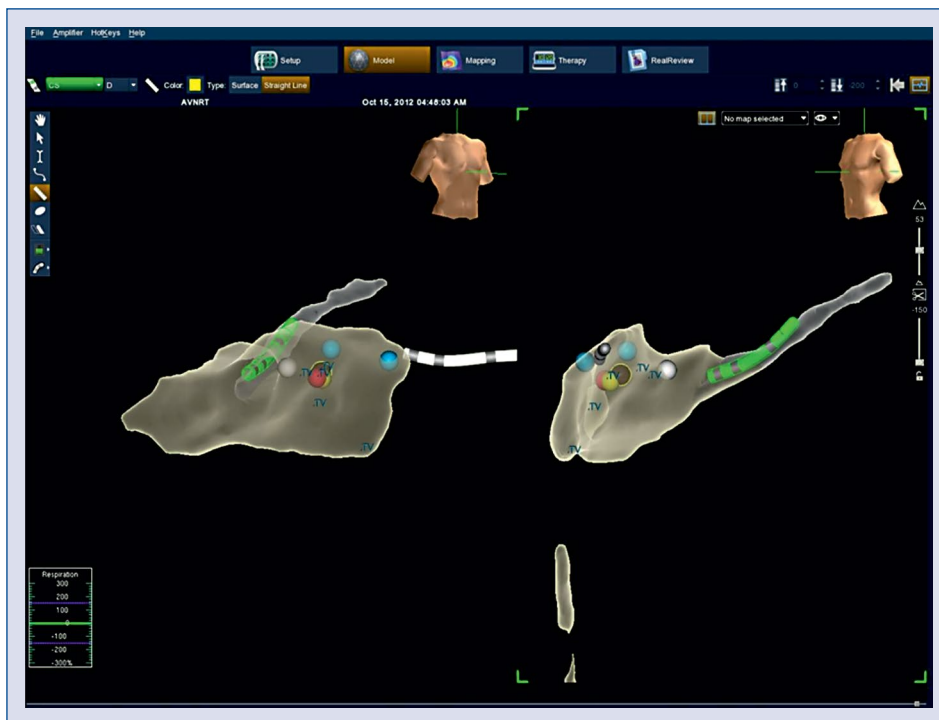 File Amplifier HotKeys Help
Setup Model Mapping Therapy RealReview
CS D Color: Type: Surface Straight Line 0 -200
AVNRT Oct 15, 2012 04:48:03 AM
No map selected
53
-150
.TV
.TV
.TV
.TV
.TV
.TV
.TV
.TV
Respiration
300
200
100
0
-100
-200
-300%